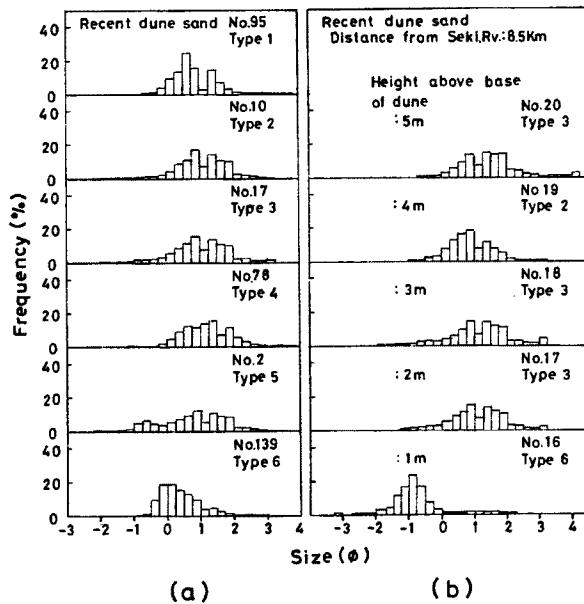 Recent dune sand No.95
Type 1
No.10
Type 2
No.17
Type 3
No.78
Type 4
No.2
Type 5
No.139
Type 6
40
20
0
40
20
0
40
20
0
40
20
0
40
20
0
40
20
0
Frequency (%)
-3 -2 -1 0 1 2 3 4
(a)
Recent dune sand
Distance from Seki.Rv.:8.5Km
Height above base
of dune
:5m No.20
Type 3
:4m No 19
Type 2
:3m No.18
Type 3
:2m No.17
Type 3
:1m No.16
Type 6
-3 -2 -1 0 1 2 3 4
Size (ϕ)
(b)